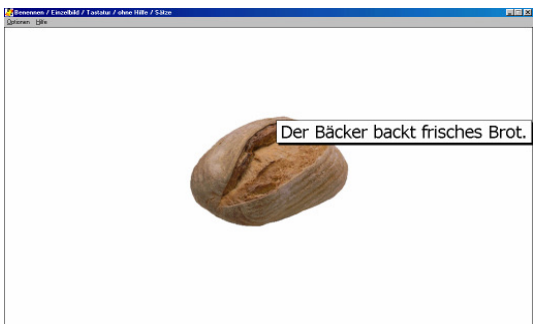 Benennen / Einzelbild / Tastatur / ohne Hilfe / Sätze
Optionen Hilfe
Der Bäcker backt frisches Brot.